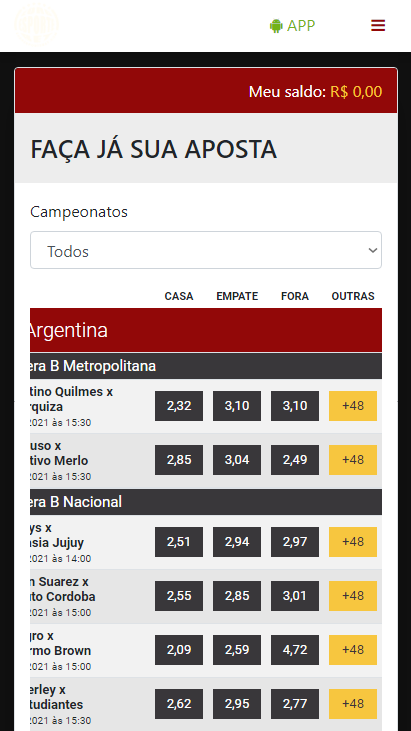 APP
Meu saldo: R$ 0,00
FAÇA JÁ SUA APOSTA
Campeonatos
Todos
CASA EMPATE FORA OUTRAS
Argentina
era B Metropolitana
tino Quilmes x
rquiza
2021 às 15:30
2,32 3,10 3,10 +48
uso x
tivo Merlo
2021 às 15:30
2,85 3,04 2,49 +48
era B Nacional
ys x
asia Jujuy
2021 às 14:00
2,51 2,94 2,97 +48
n Suarez x
ito Cordoba
2021 às 15:00
2,55 2,85 3,01 +48
gro x
rmo Brown
2021 às 15:00
2,09 2,59 4,72 +48
erley x
tudiantes
2021 às 15:30
2,62 2,95 2,77 +48